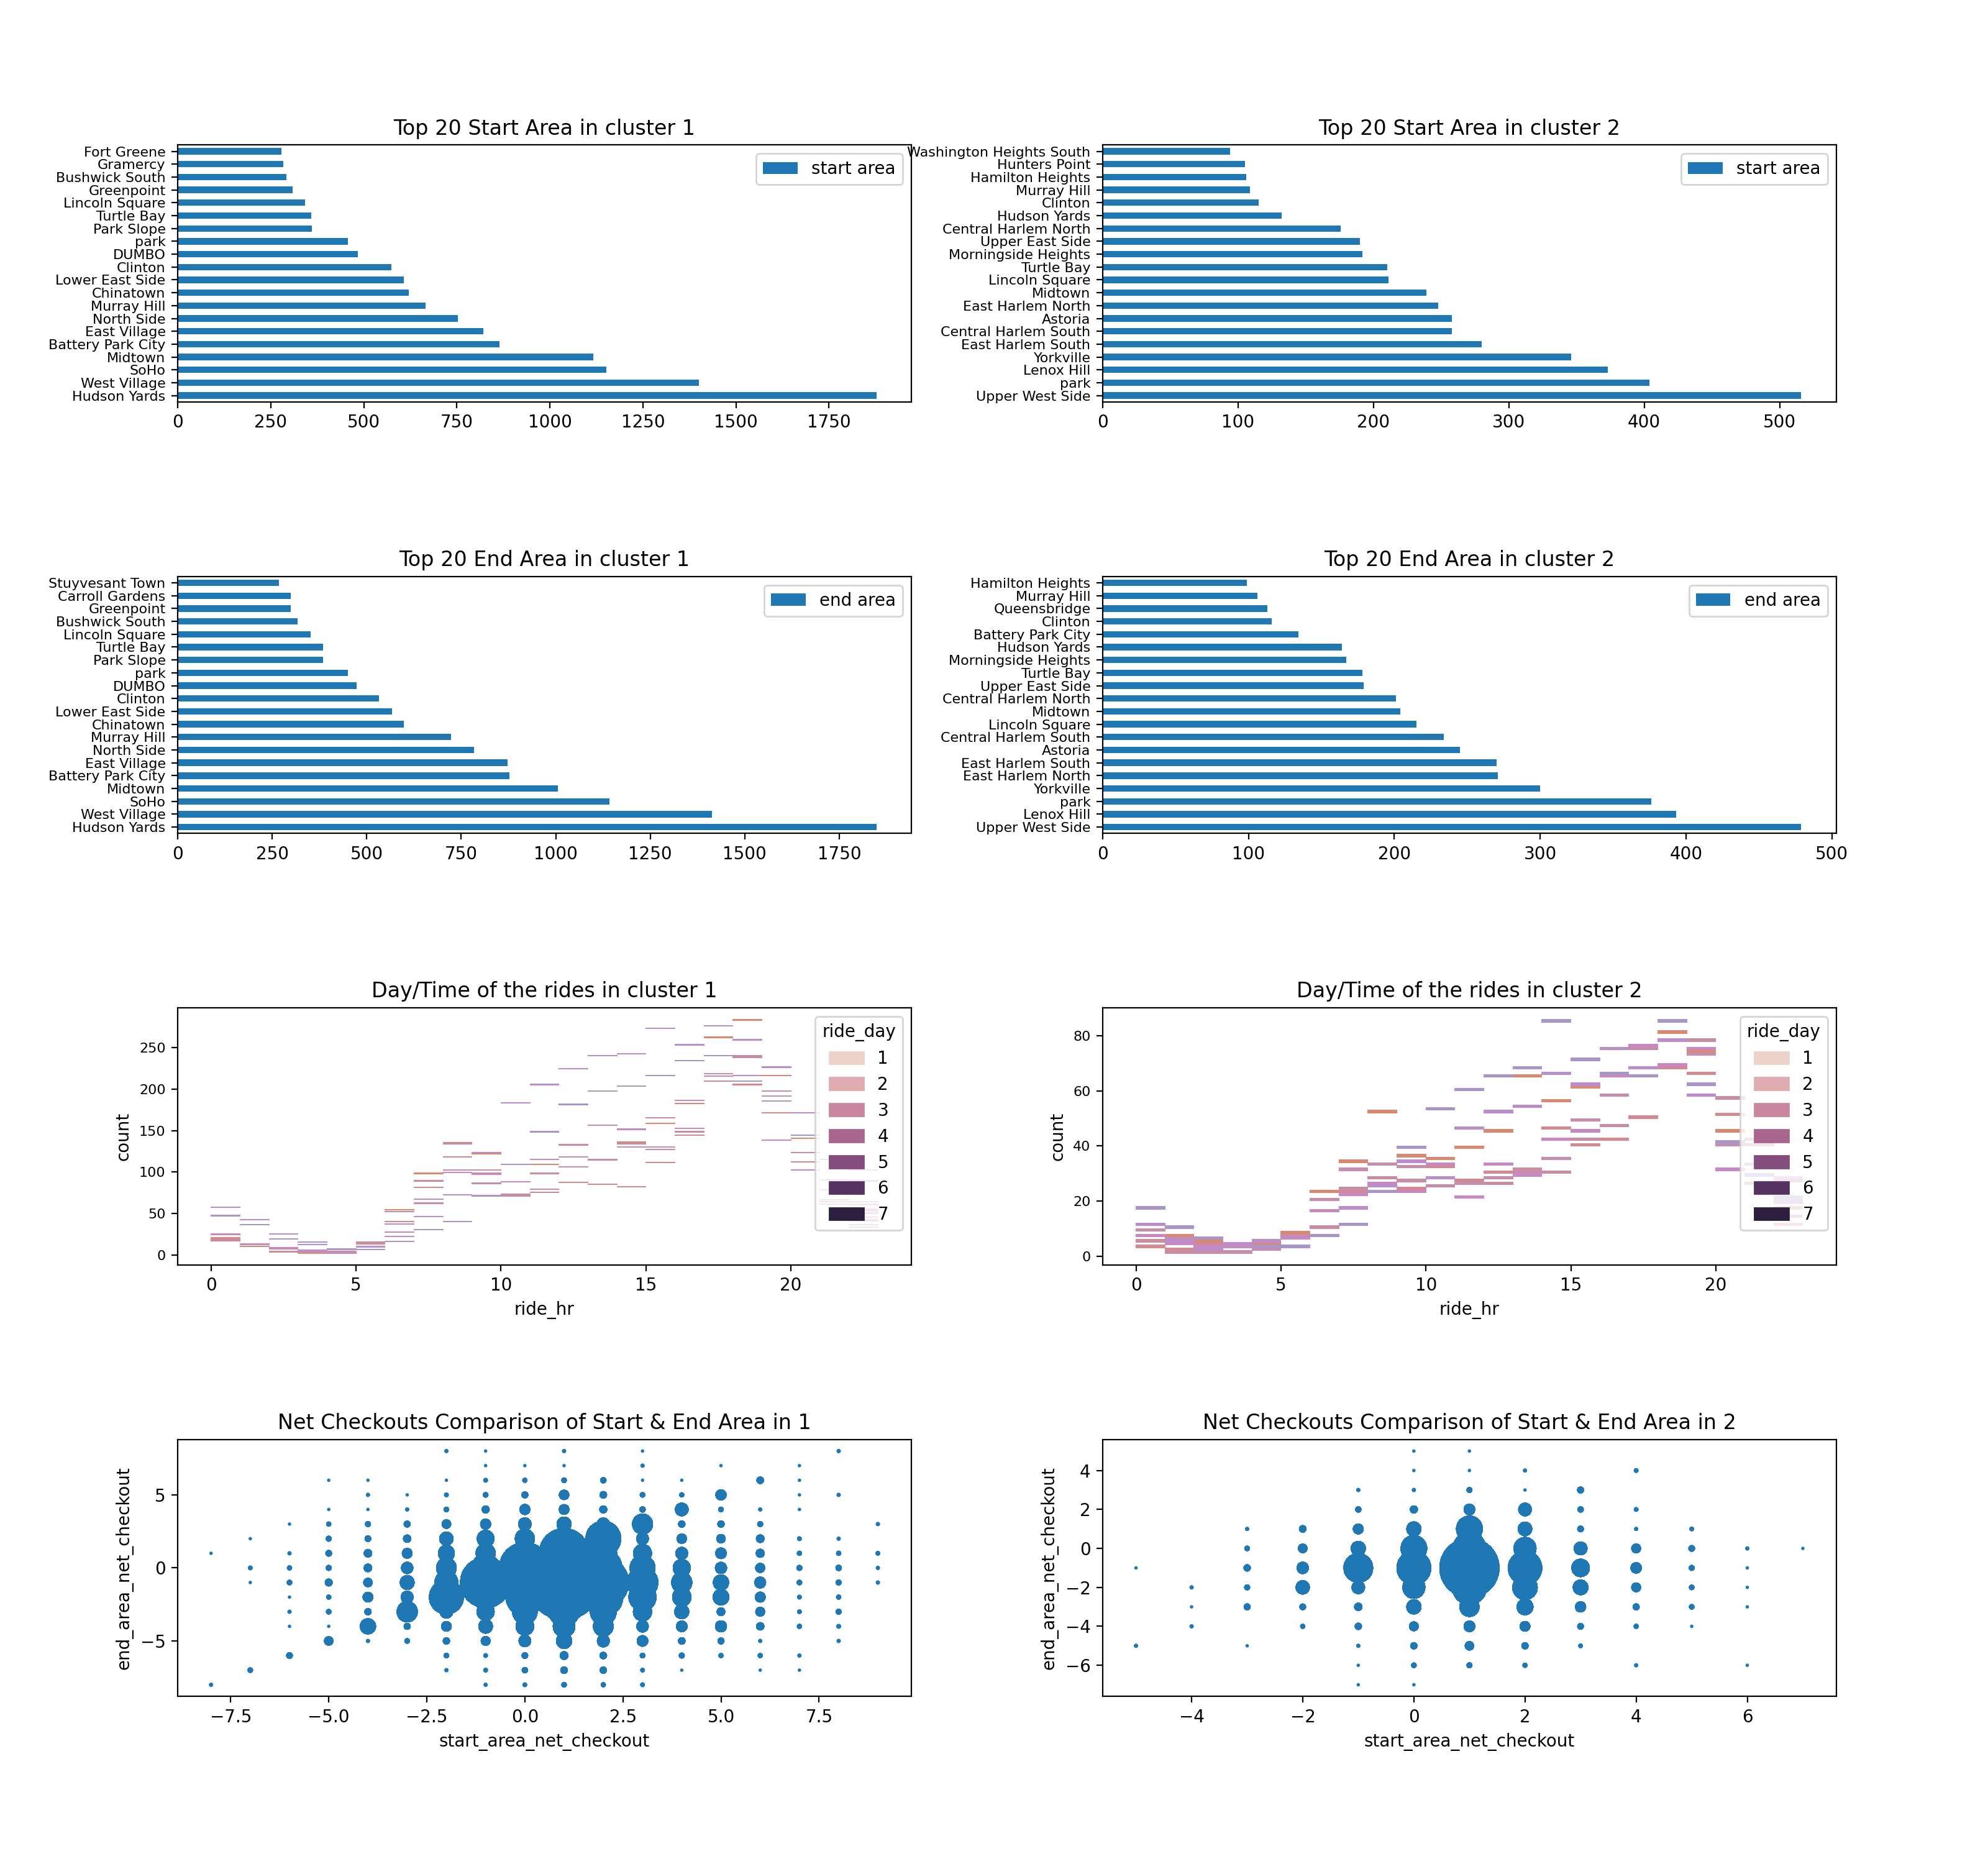 Top 20 Start Area in cluster 1
Fort Greene
Gramercy
Bushwick South
Greenpoint
Lincoln Square
Turtle Bay
Park Slope
park
DUMBO
Clinton
Lower East Side
Chinatown
Murray Hill
North Side
East Village
Battery Park City
Midtown
SoHo
West Village
Hudson Yards
start area
0 250 500 750 1000 1250 1500 1750
Top 20 Start Area in cluster 2
Washington Heights South
Hunters Point
Hamilton Heights
Murray Hill
Clinton
Hudson Yards
Central Harlem North
Upper East Side
Morningside Heights
Turtle Bay
Lincoln Square
Midtown
East Harlem North
Astoria
Central Harlem South
East Harlem South
Yorkville
Lenox Hill
park
Upper West Side
start area
0 100 200 300 400 500
Top 20 End Area in cluster 1
Stuyvesant Town
Carroll Gardens
Greenpoint
Bushwick South
Lincoln Square
Turtle Bay
Park Slope
park
DUMBO
Clinton
Lower East Side
Chinatown
Murray Hill
North Side
East Village
Battery Park City
Midtown
SoHo
West Village
Hudson Yards
end area
0 250 500 750 1000 1250 1500 1750
Top 20 End Area in cluster 2
Hamilton Heights
Murray Hill
Queensbridge
Clinton
Battery Park City
Hudson Yards
Morningside Heights
Turtle Bay
Upper East Side
Central Harlem North
Midtown
Lincoln Square
Central Harlem South
Astoria
East Harlem South
East Harlem North
Yorkville
park
Lenox Hill
Upper West Side
end area
0 100 200 300 400 500
Day/Time of the rides in cluster 1
count
250
200
150
100
50
0
ride_day
1
2
3
4
5
6
7
0 5 10 15 20
ride_hr
Day/Time of the rides in cluster 2
count
80
60
40
20
0
ride_day
1
2
3
4
5
6
7
0 5 10 15 20
ride_hr
Net Checkouts Comparison of Start & End Area in 1
end_area_net_checkout
5
0
−5
−7.5 −5.0 −2.5 0.0 2.5 5.0 7.5
start_area_net_checkout
Net Checkouts Comparison of Start & End Area in 2
end_area_net_checkout
4
2
0
−2
−4
−6
−4 −2 0 2 4 6
start_area_net_checkout